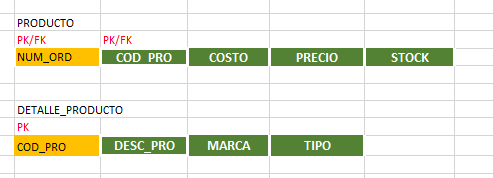 PRODUCTO
PK/FK PK/FK
NUM_ORD COD_PRO COSTO PRECIO STOCK
DETALLE_PRODUCTO
PK
COD_PRO DESC_PRO MARCA TIPO